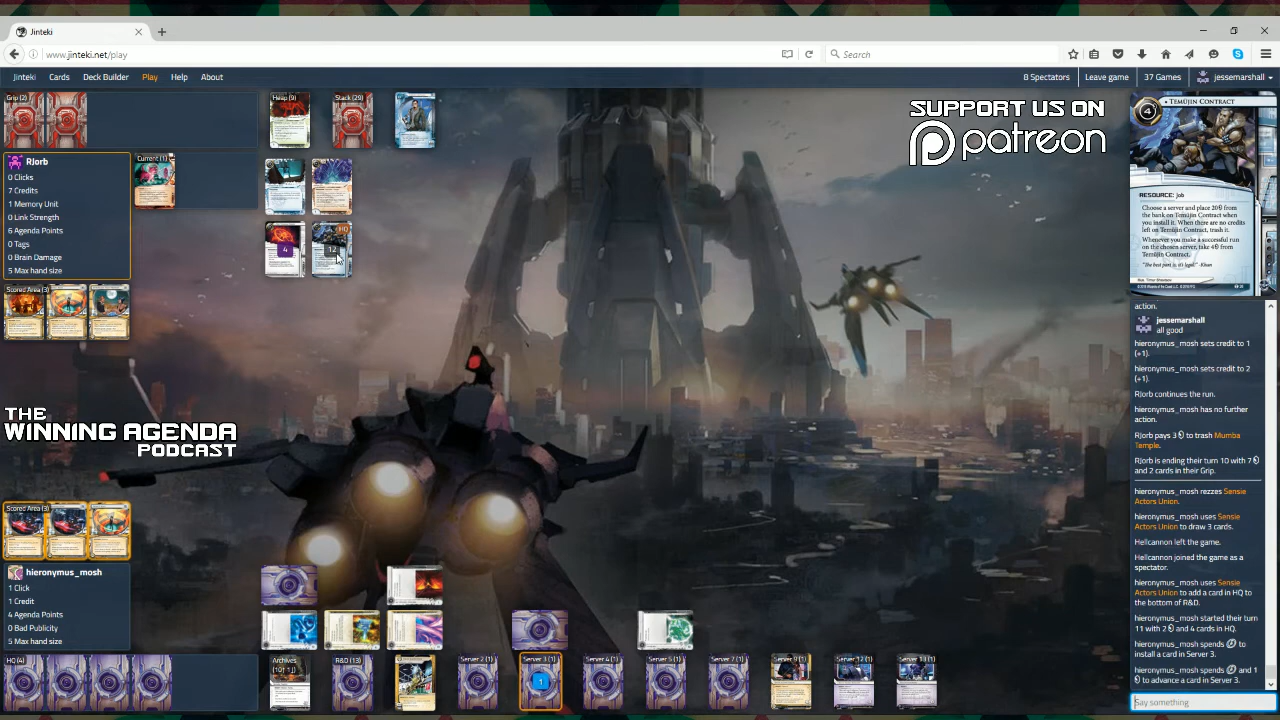 Jinteki
www.jinteki.net/play
Search
Jinteki Cards Deck Builder Play Help About
8 Spectators Leave game 37 Games jessemarshall
Grip (2)
Heap (9)
Stack (29)
RJorb
0 Clicks
7 Credits
1 Memory Unit
0 Link Strength
6 Agenda Points
0 Tags
0 Brain Damage
5 Max hand size
Current (1)
4
HQ
12
Scored Area (3)
SUPPORT US ON
patreon
THE
WINNING AGENDA
PODCAST
Scored Area (3)
hieronymus_mosh
1 Click
1 Credit
4 Agenda Points
0 Bad Publicity
5 Max hand size
HQ (4)
Archives
R&D (13)
Server 2 (1)
Server 3 (1)
1
Server 4 (1)
Server 5 (1)
Server 7 (1)
Server 9 (1)
Server 12 (1)
4
TEMÜJIN CONTRACT
RESOURCE: Job
Choose a server and place 20 from
the bank on Temüjin Contract when
you install it. When there are no credits
left on Temüjin Contract, trash it.
Whenever you make a successful run
on the chosen server, take 4 from
Temüjin Contract.
"The best part is, it's legal." -Khan
action.
jessemarshall
all good
hieronymus_mosh sets credit to 1
(+1).
hieronymus_mosh sets credit to 2
(+1).
RJorb continues the run.
hieronymus_mosh has no further
action.
RJorb pays 3 to trash Mumba
Temple.
RJorb is ending their turn 10 with 7
and 2 cards in their Grip.
hieronymus_mosh rezzes Sensie
Actors Union.
hieronymus_mosh uses Sensie
Actors Union to draw 3 cards.
Hellcannon left the game.
Hellcannon joined the game as a
spectator.
hieronymus_mosh uses Sensie
Actors Union to add a card in HQ to
the bottom of R&D.
hieronymus_mosh started their turn
11 with 2 and 4 cards in HQ.
hieronymus_mosh spends to
install a card in Server 3.
hieronymus_mosh spends and 1
to advance a card in Server 3.
Say something